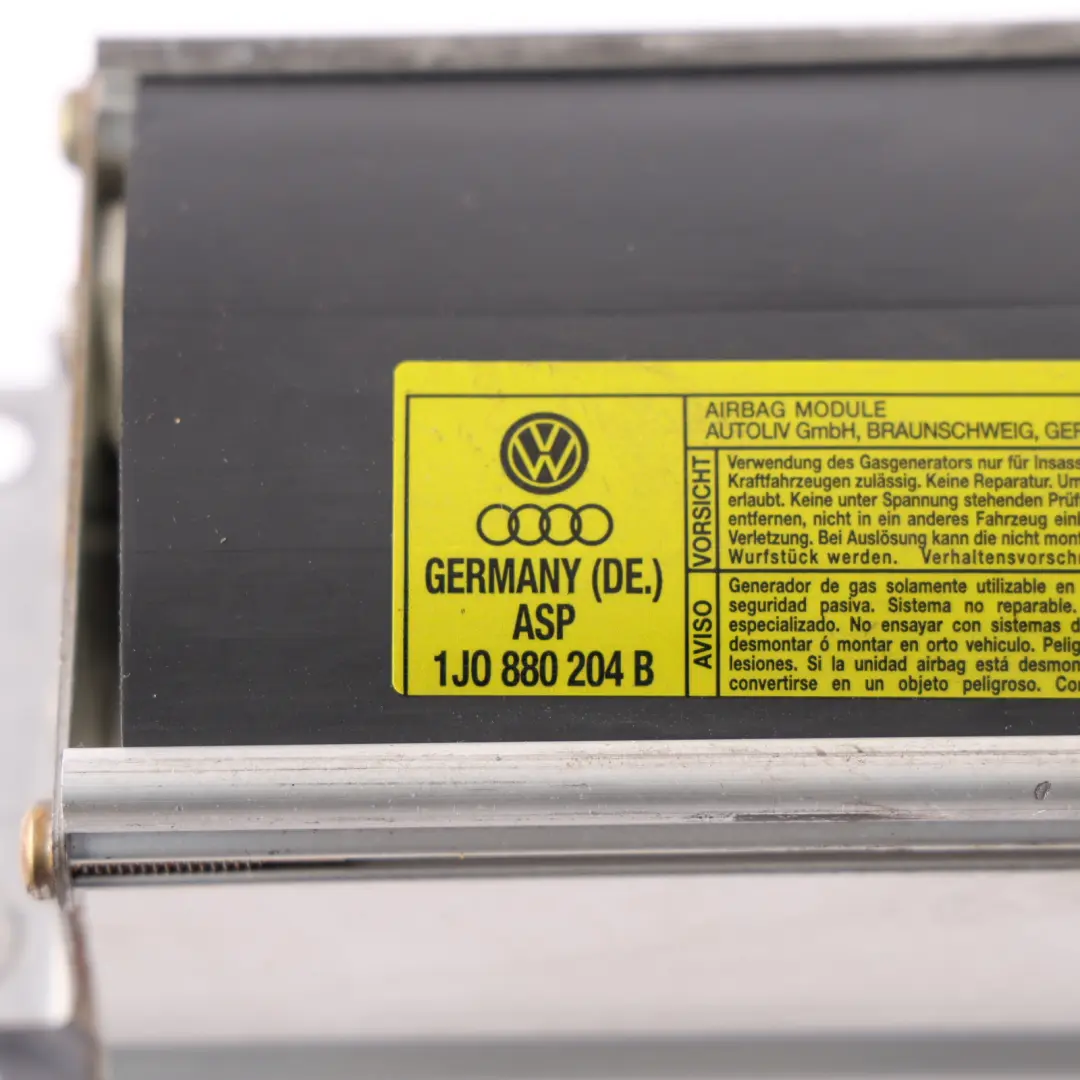 GERMANY (DE.)
ASP
1J0 880 204 B
AIRBAG MODULE
AUTOLIV GmbH, BRAUNSCHWEIG,
VORSICHT
Verwendung des Gasgenerators nur für
Kraftfahrzeugen zulässig. Keine Reparatur.
erlaubt. Keine unter Spannung stehenden
entfernen, nicht in ein anderes Fahrzeug
Verletzung. Bei Auslösung kann die nicht
Wurfstück werden.
AVISO
Generador de gas solamente utilizable en
seguridad pasiva. Sistema no reparable.
especializado. No ensayar con sistemas
desmontar ó montar en orto vehiculo.
lesiones. Si la unidad airbag está
convertirse en un objeto peligroso.